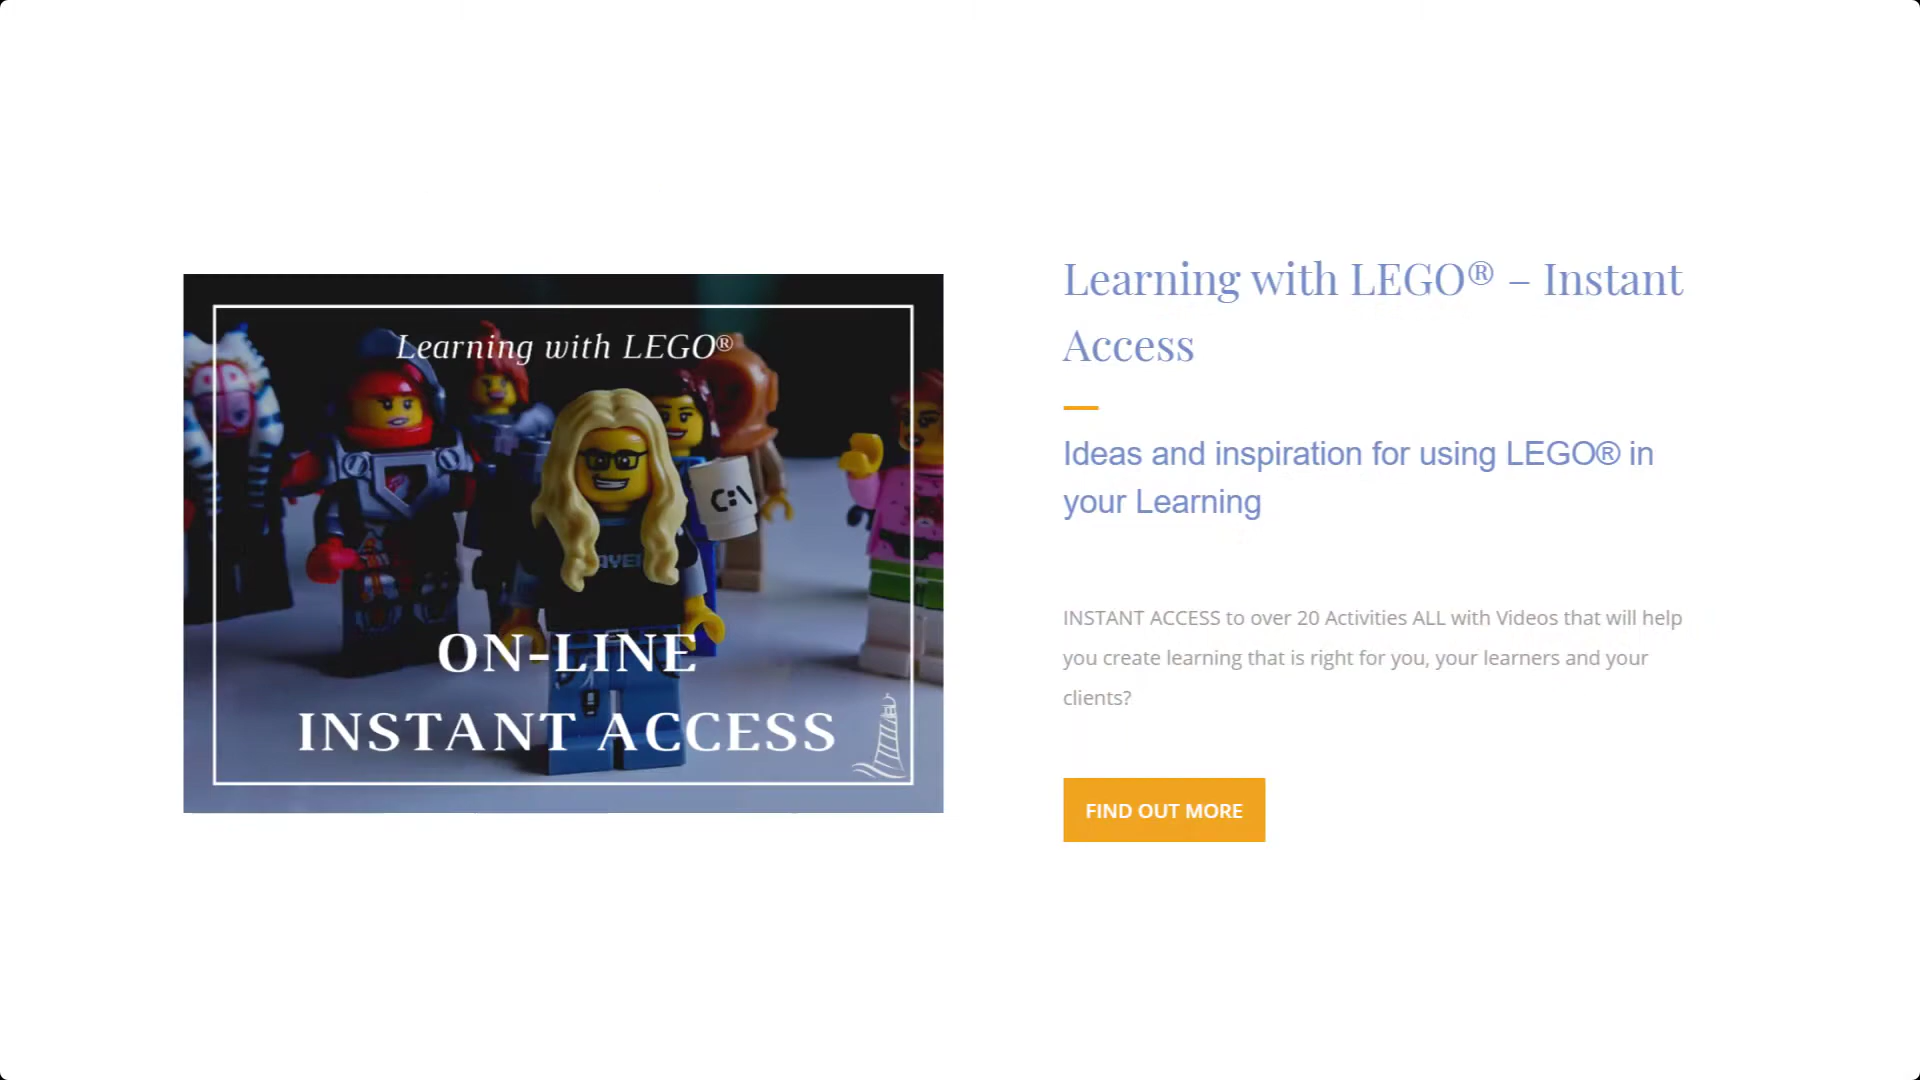 Learning with LEGO®
C:\
AYE
ON-LINE
INSTANT ACCESS
Learning with LEGO® – Instant
Access
Ideas and inspiration for using LEGO® in
your Learning
INSTANT ACCESS to over 20 Activities ALL with Videos that will help
you create learning that is right for you, your learners and your
clients?
FIND OUT MORE